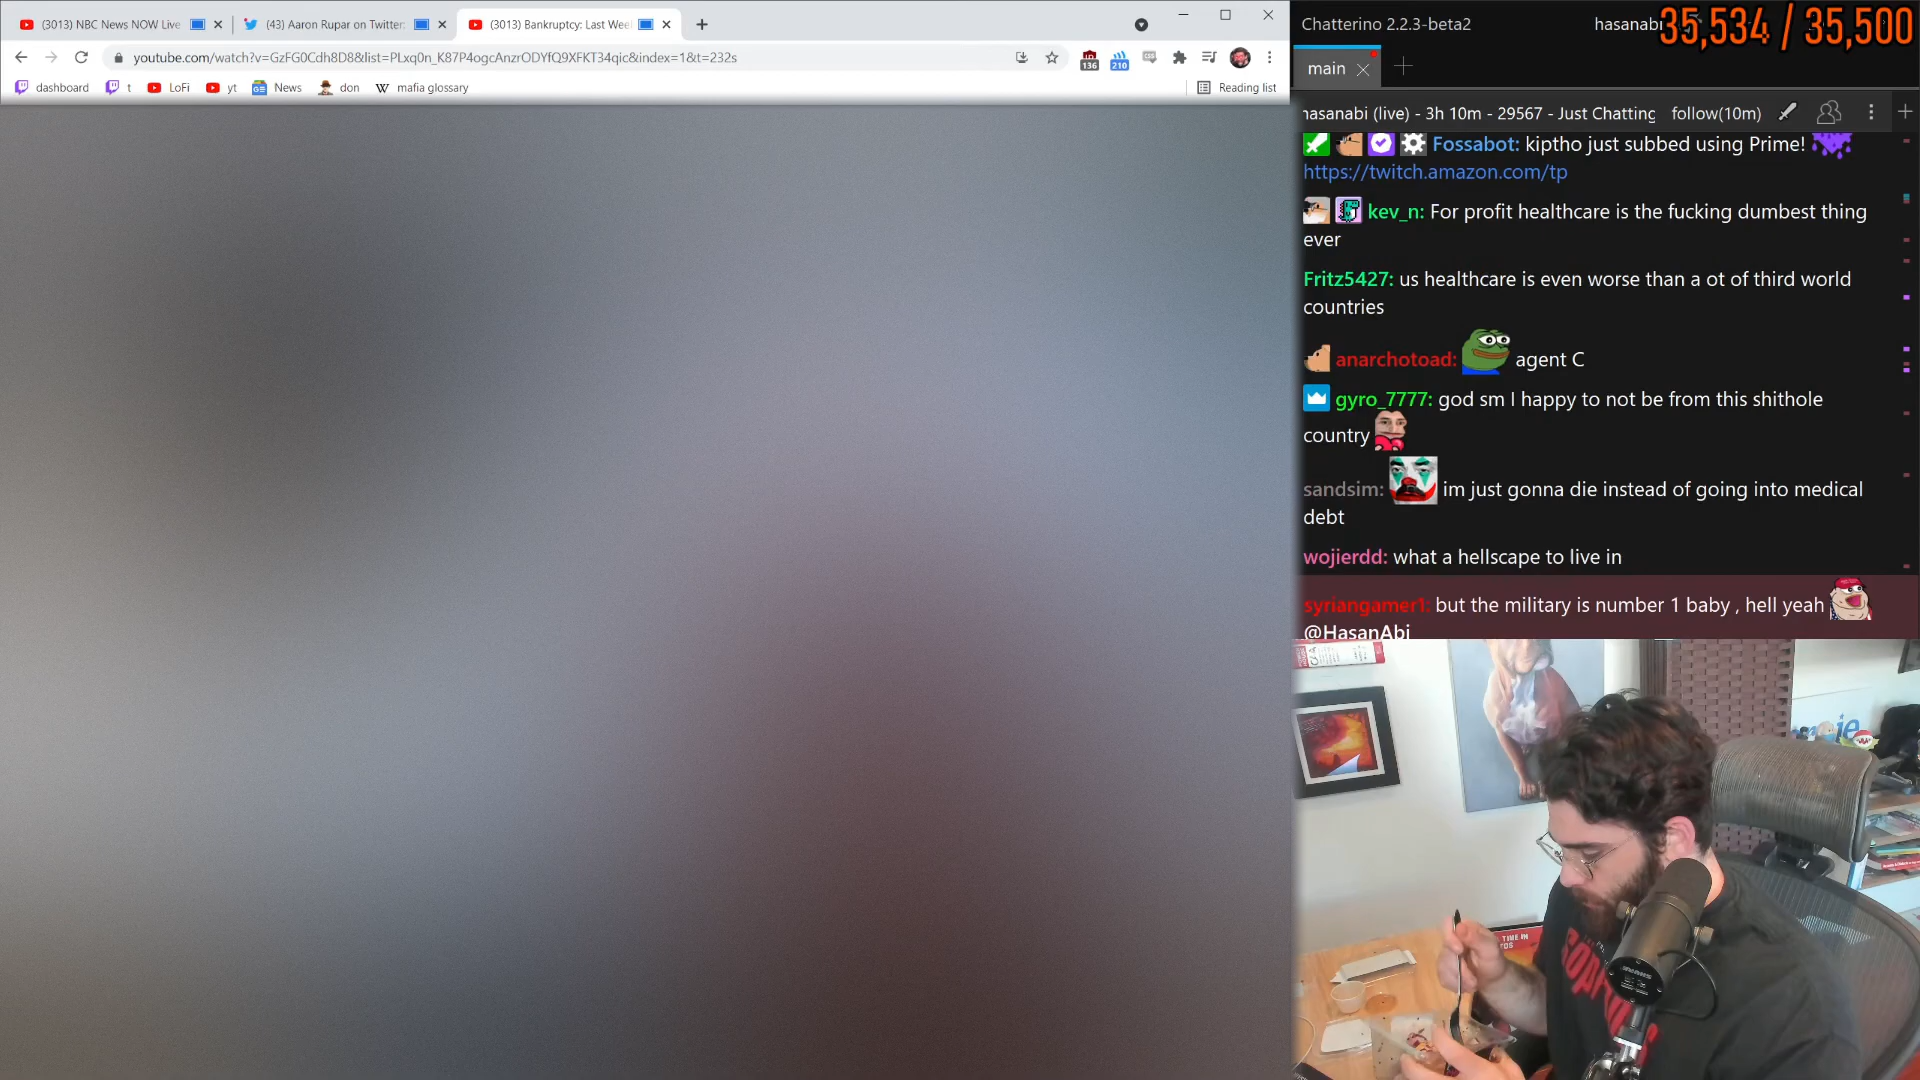 (3013) NBC News NOW Live
(43) Aaron Rupar on Twitter:
(3013) Bankruptcy: Last Wee
youtube.com/watch?v=GzFG0Cdh8D8&list=PLxq0n_K87P4ogcAnzrODYfQ9XFKT34qic&index=1&t=232s
136
210
dashboard
t
LoFi
yt
News
don
W mafia glossary
Reading list
Chatterino 2.2.3-beta2
hasanabi
35,534 / 35,500
main
hasanabi (live) - 3h 10m - 29567 - Just Chatting
follow(10m)
Fossabot: kiptho just subbed using Prime!
https://twitch.amazon.com/tp
kev_n: For profit healthcare is the fucking dumbest thing
ever
Fritz5427: us healthcare is even worse than a ot of third world
countries
anarchotoad: agent C
gyro_7777: god sm I happy to not be from this shithole
country
sandsim: im just gonna die instead of going into medical
debt
wojierdd: what a hellscape to live in
syriangamer1: but the military is number 1 baby , hell yeah
@HasanAbi
TIME IN